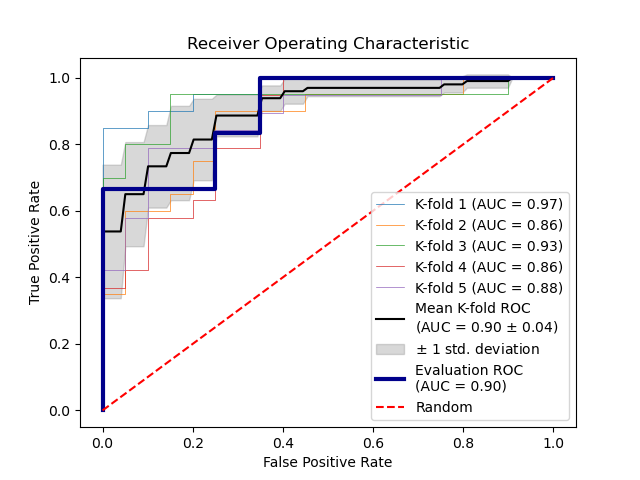 Receiver Operating Characteristic
True Positive Rate
1.0
0.8
0.6
0.4
0.2
0.0
K-fold 1 (AUC = 0.97)
K-fold 2 (AUC = 0.86)
K-fold 3 (AUC = 0.93)
K-fold 4 (AUC = 0.86)
K-fold 5 (AUC = 0.88)
Mean K-fold ROC
(AUC = 0.90 ± 0.04)
± 1 std. deviation
Evaluation ROC
(AUC = 0.90)
Random
0.0 0.2 0.4 0.6 0.8 1.0
False Positive Rate